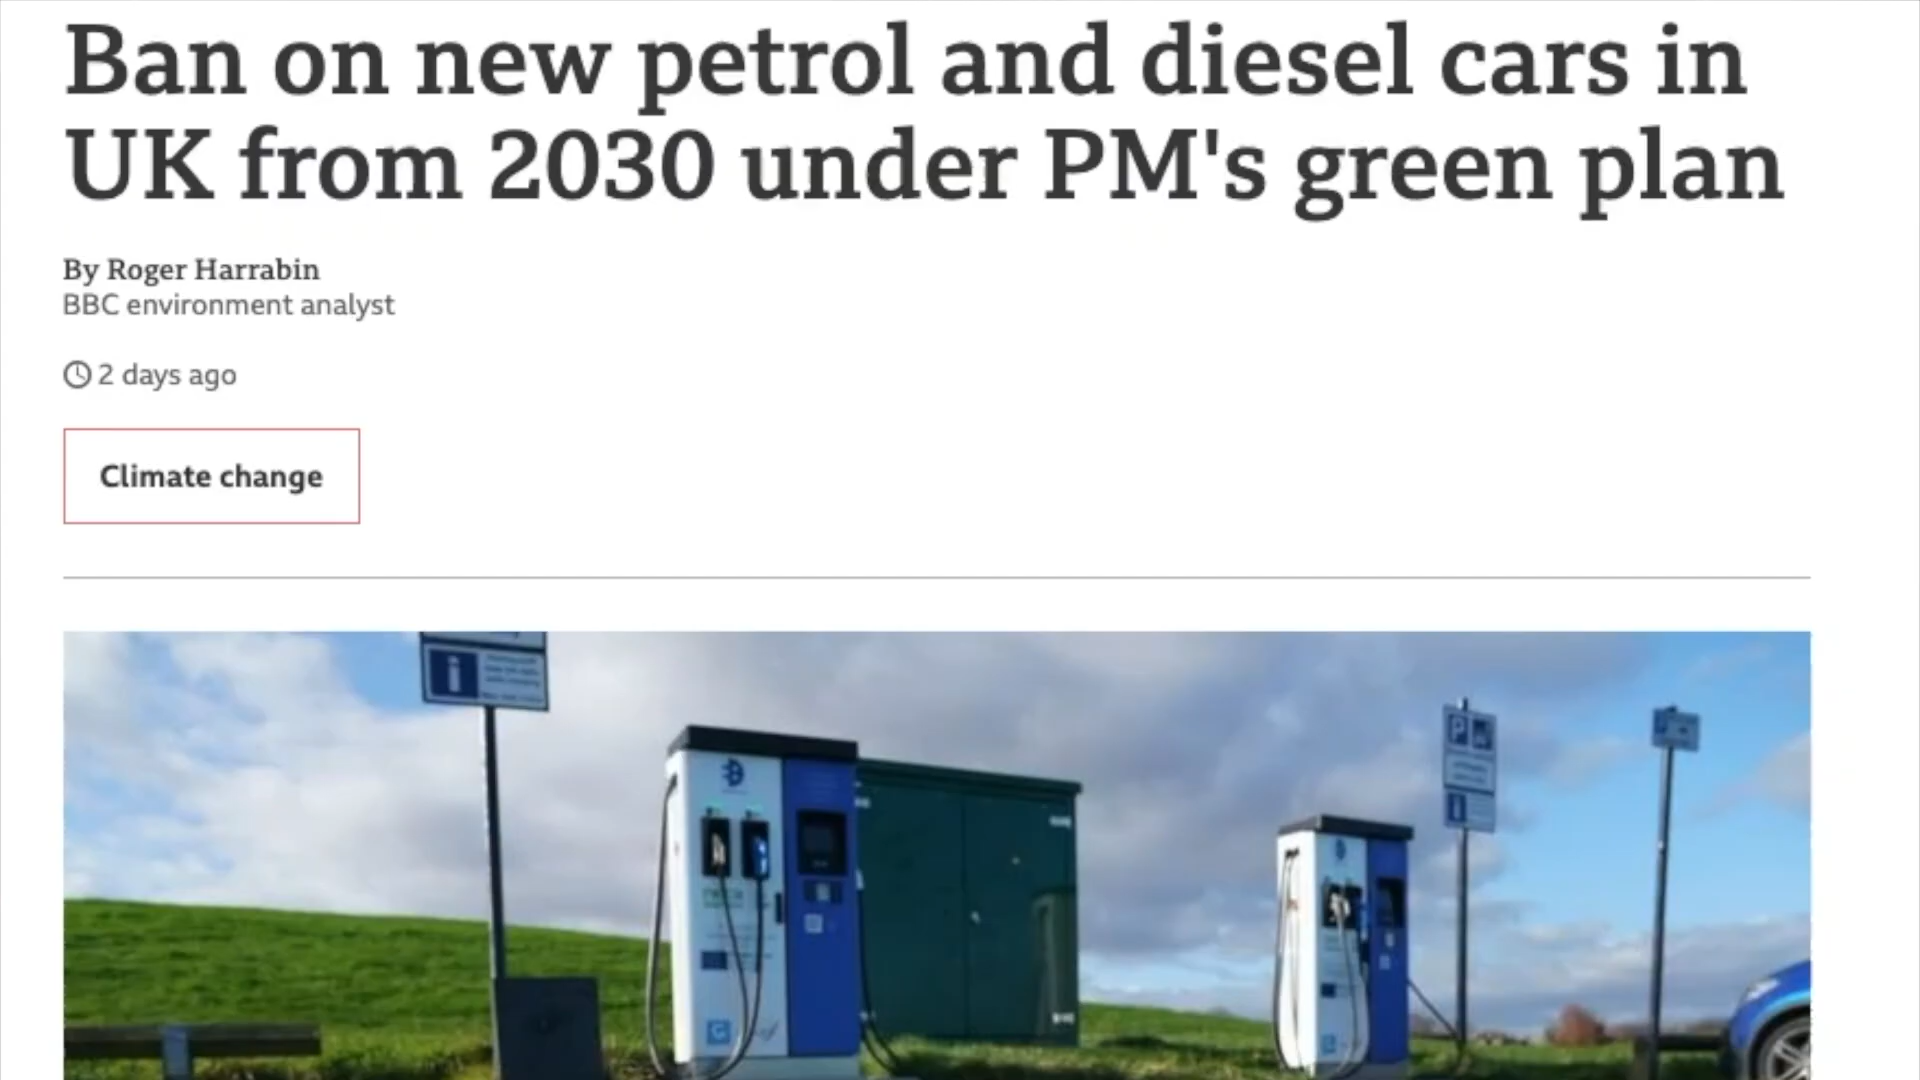 Ban on new petrol and diesel cars in
UK from 2030 under PM's green plan
By Roger Harrabin
BBC environment analyst
2 days ago
Climate change
i
P
i